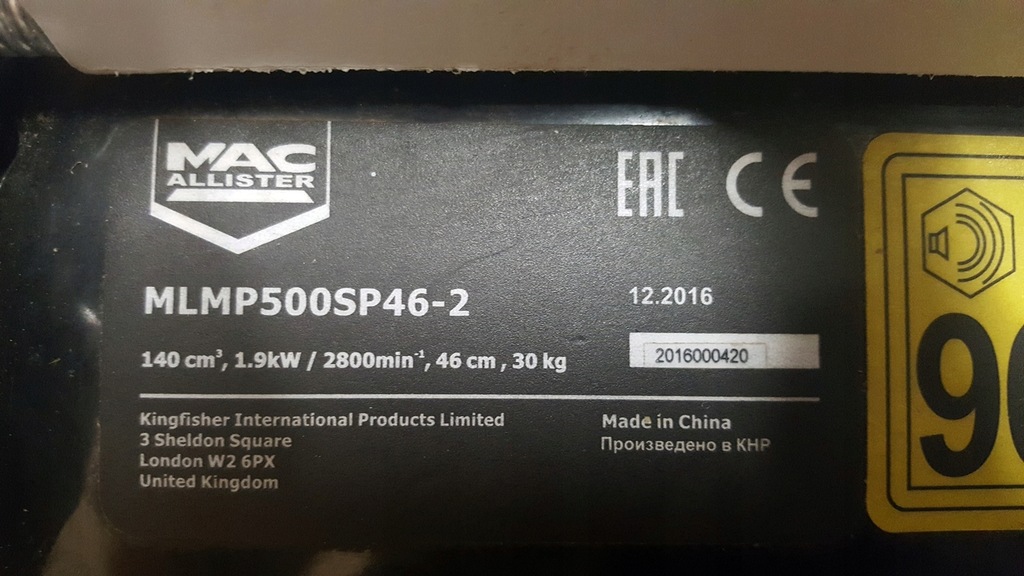 MAC
ALLISTER
EAC CE
MLMP500SP46-2
12.2016
140 cm³, 1.9kW / 2800min⁻¹, 46 cm , 30 kg
2016000420
Kingfisher International Products Limited
3 Sheldon Square
London W2 6PX
United Kingdom
Made in China
Произведено в КНР